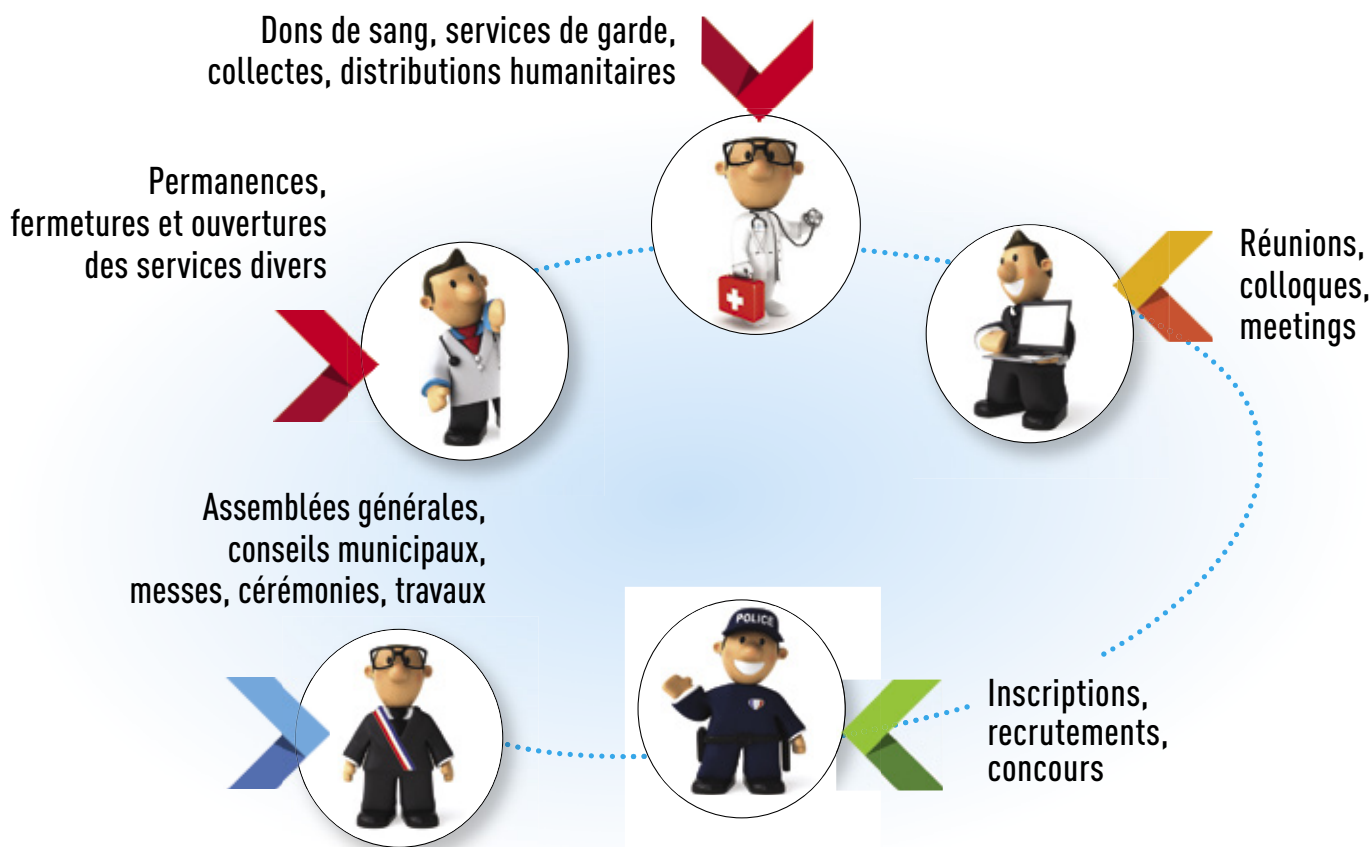 Dons de sang, services de garde,
collectes, distributions humanitaires
Permanences,
fermetures et ouvertures
des services divers
Réunions,
colloques,
meetings
Assemblées générales,
conseils municipaux,
messes, cérémonies, travaux
POLICE
Inscriptions,
recrutements,
concours